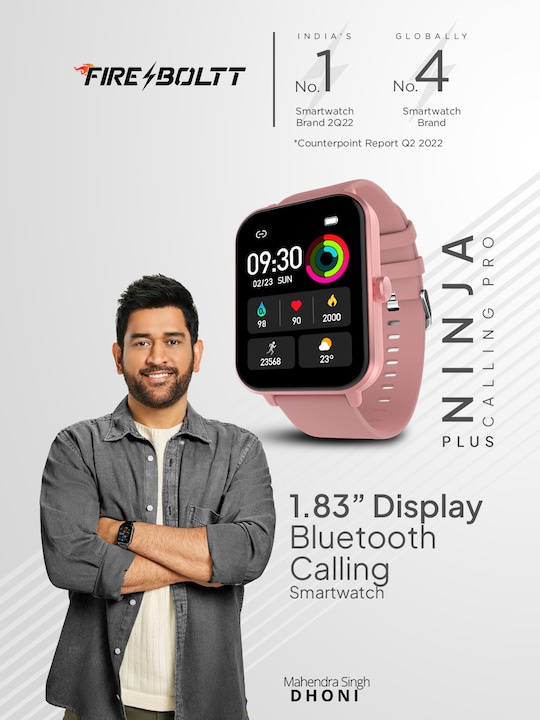 FIRE BOLTT
INDIA'S
No. 1
Smartwatch
Brand 2Q22
GLOBALLY
No. 4
Smartwatch
Brand
*Counterpoint Report Q2 2022
09:30
02/23 SUN
98
90
2000
23568
23°
NINJA
CALLING PRO
PLUS
1.83” Display
Bluetooth
Calling
Smartwatch
Mahendra Singh
DHONI